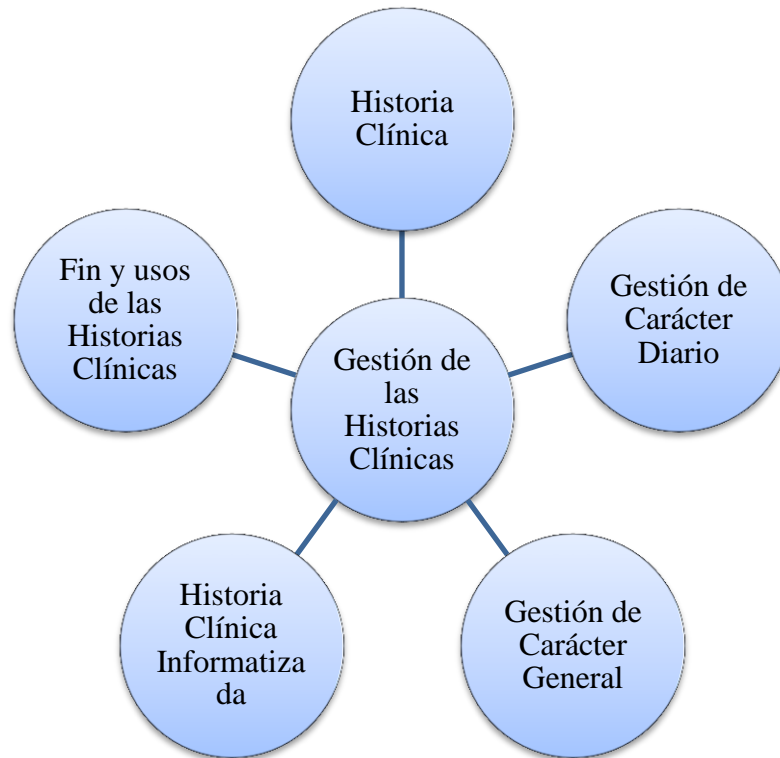 Historia
Clínica
Fin y usos
de las
Historias
Clínicas
Gestión de
Carácter
Diario
Gestión de
las
Historias
Clínicas
Historia
Clínica
Informatiza
da
Gestión de
Carácter
General